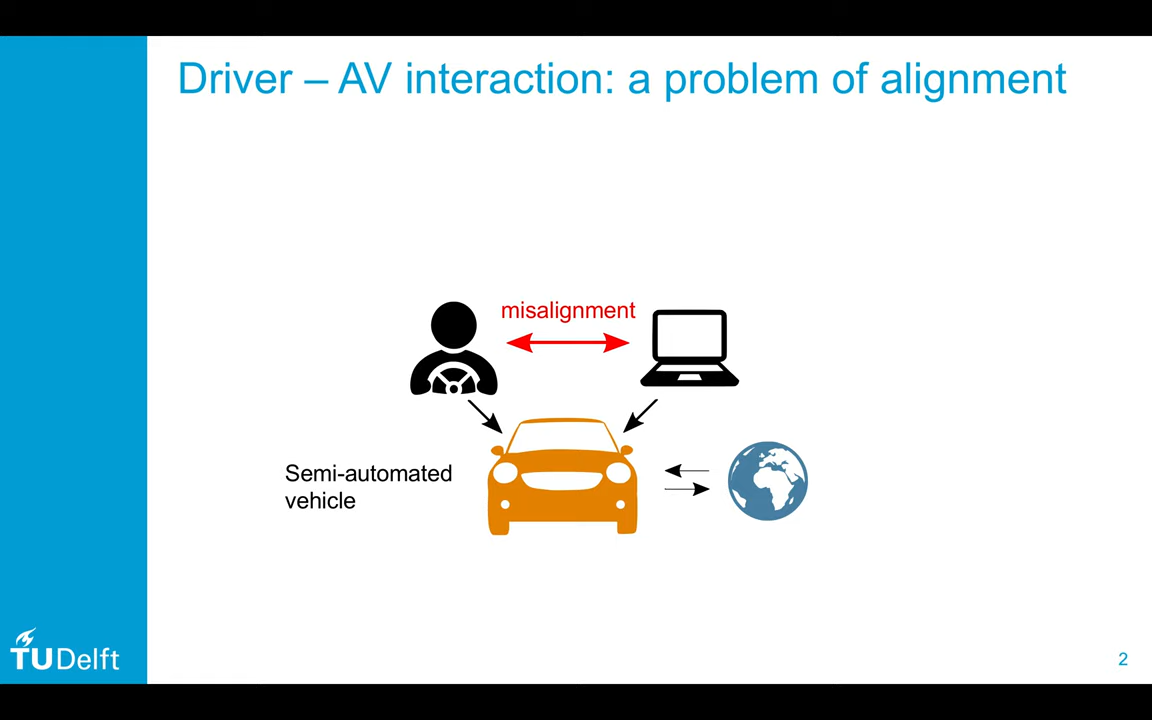 Driver – AV interaction: a problem of alignment
misalignment
Semi-automated
vehicle
TUDelft
2